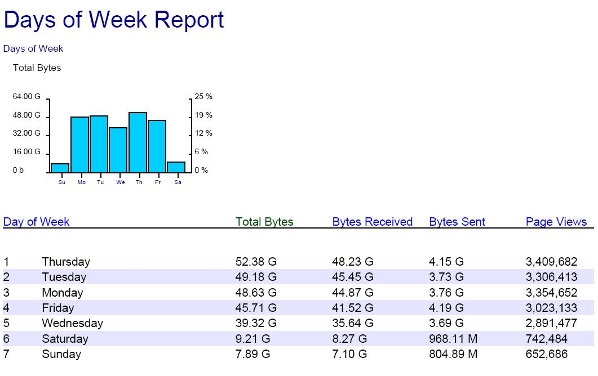 Days of Week Report
Days of Week
Total Bytes
64.00 G 25 %
48.00 G 19 %
32.00 G 12 %
16.00 G 6 %
0 b 0 %
Su Mo Tu We Th Fr Sa
Day of Week Total Bytes Bytes Received Bytes Sent Page Views
1 Thursday 52.38 G 48.23 G 4.15 G 3,409,682
2 Tuesday 49.18 G 45.45 G 3.73 G 3,306,413
3 Monday 48.63 G 44.87 G 3.76 G 3,354,652
4 Friday 45.71 G 41.52 G 4.19 G 3,023,133
5 Wednesday 39.32 G 35.64 G 3.69 G 2,891,477
6 Saturday 9.21 G 8.27 G 968.11 M 742,484
7 Sunday 7.89 G 7.10 G 804.89 M 652,686